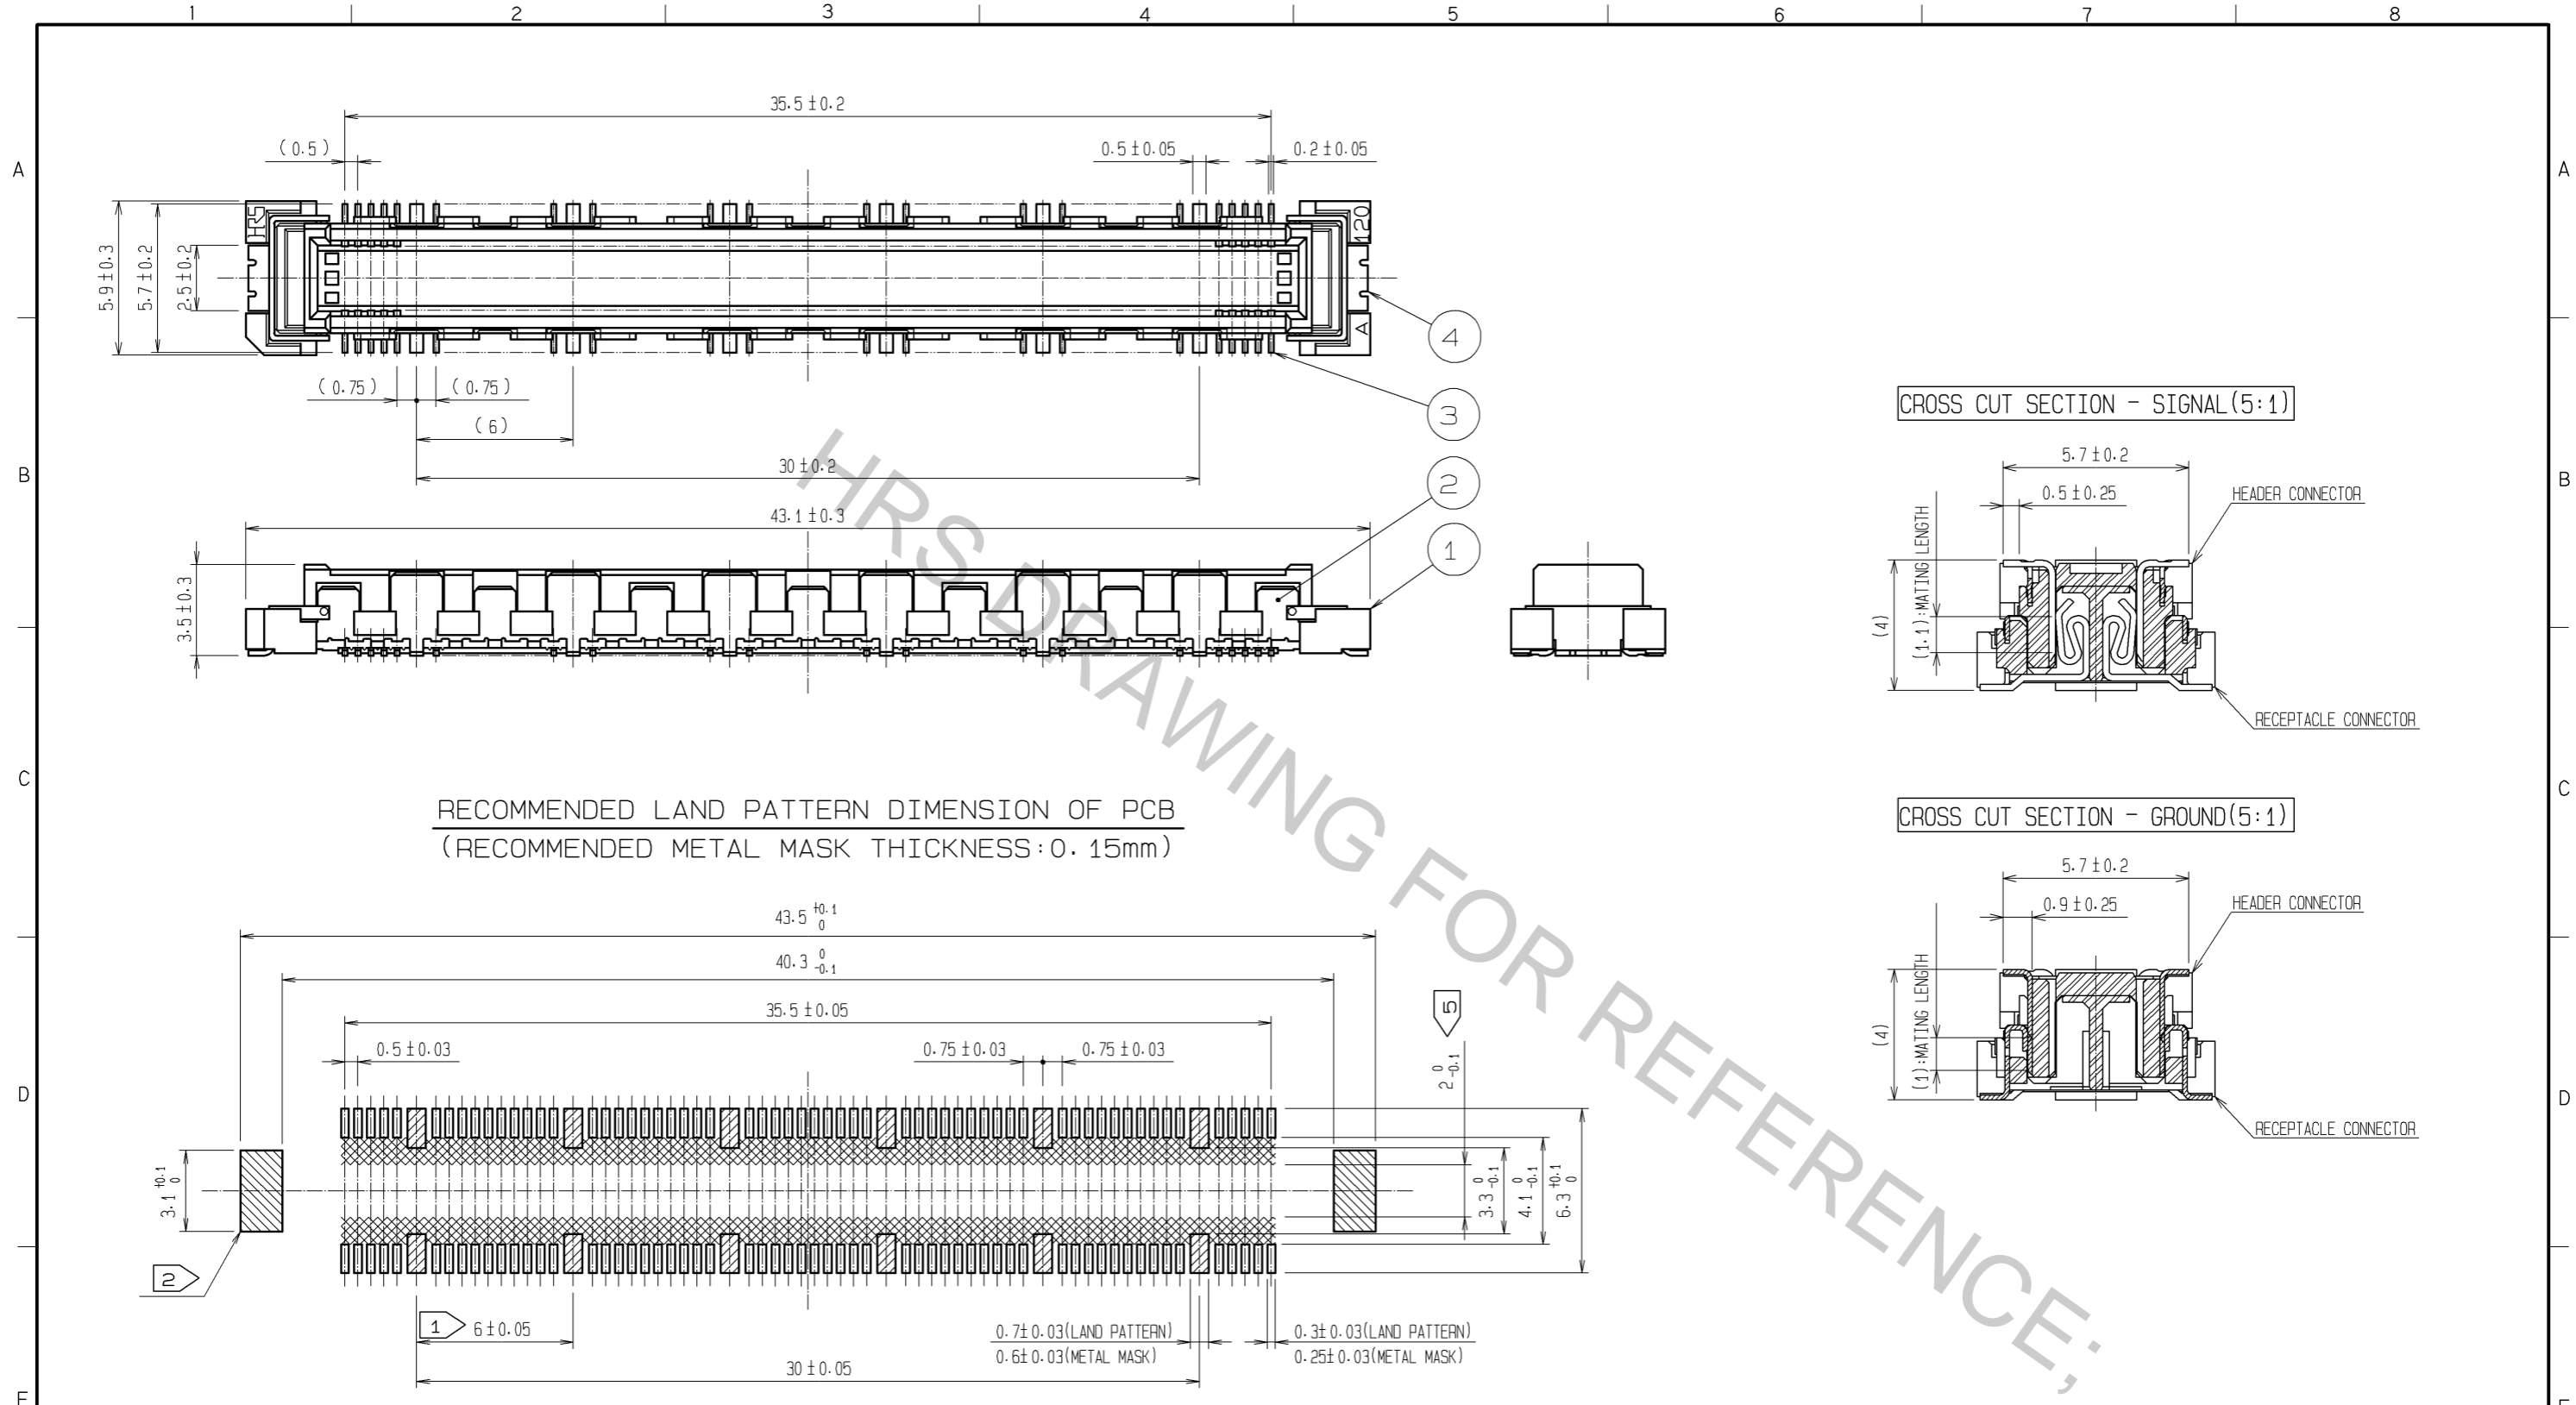 1 2 3 4 5 6 7 8
A A
35.5±0.2
(0.5) 0.5±0.05 0.2±0.05
HRS 120
5.9±0.3 5.7±0.2 2.5±0.2
A
4
(0.75) (0.75)
3
CROSS CUT SECTION - SIGNAL(5:1)
(6)
B B
30±0.2
2
5.7±0.2
0.5±0.25 HEADER CONNECTOR
43.1±0.3
1
3.5±0.3
(4) (1.1):MATING LENGTH
RECEPTACLE CONNECTOR
C C
RECOMMENDED LAND PATTERN DIMENSION OF PCB
(RECOMMENDED METAL MASK THICKNESS:0.15mm)
CROSS CUT SECTION - GROUND(5:1)
5.7±0.2
0.9±0.25 HEADER CONNECTOR
43.5 +0.1 0
40.3 0 -0.1
35.5±0.05
5
0.5±0.03 0.75±0.03 0.75±0.03
2 0 -0.1
(4) (1):MATING LENGTH
D D
RECEPTACLE CONNECTOR
3.1 +0.1 0
3.3 0 -0.1 4.1 0 -0.1 6.3 +0.1 0
2
1 6±0.05
0.7±0.03(LAND PATTERN) 0.3±0.03(LAND PATTERN)
0.6±0.03(METAL MASK) 0.25±0.03(METAL MASK)
30±0.05
HRS DRAWING FOR REFERENCE;